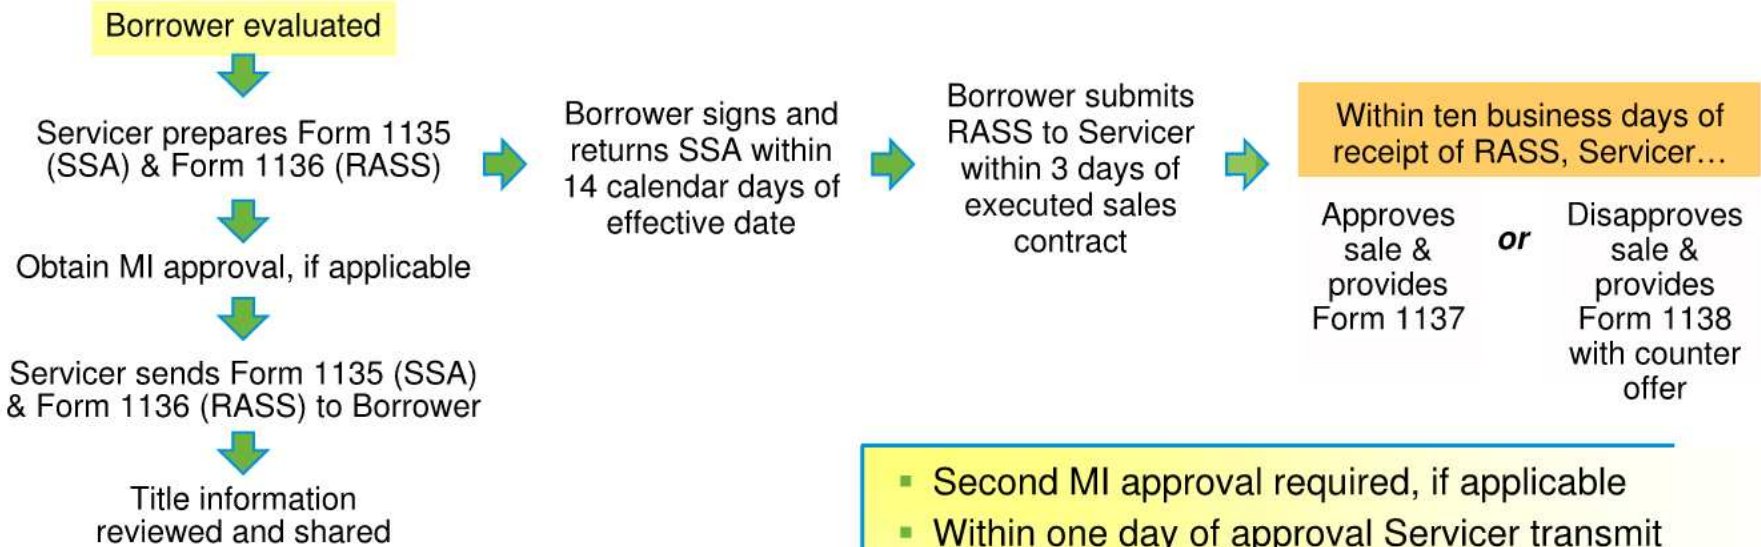 Borrower evaluated
Servicer prepares Form 1135
(SSA) & Form 1136 (RASS)
Obtain MI approval, if applicable
Servicer sends Form 1135 (SSA)
& Form 1136 (RASS) to Borrower
Title information
reviewed and shared
Borrower signs and
returns SSA within
14 calendar days of
effective date
Borrower submits
RASS to Servicer
within 3 days of
executed sales
contract
Within ten business days of
receipt of RASS, Servicer…
Approves
sale &
provides
Form 1137
or
Disapproves
sale &
provides
Form 1138
with counter
offer
▪ Second MI approval required, if applicable
▪ Within one day of approval Servicer transmit